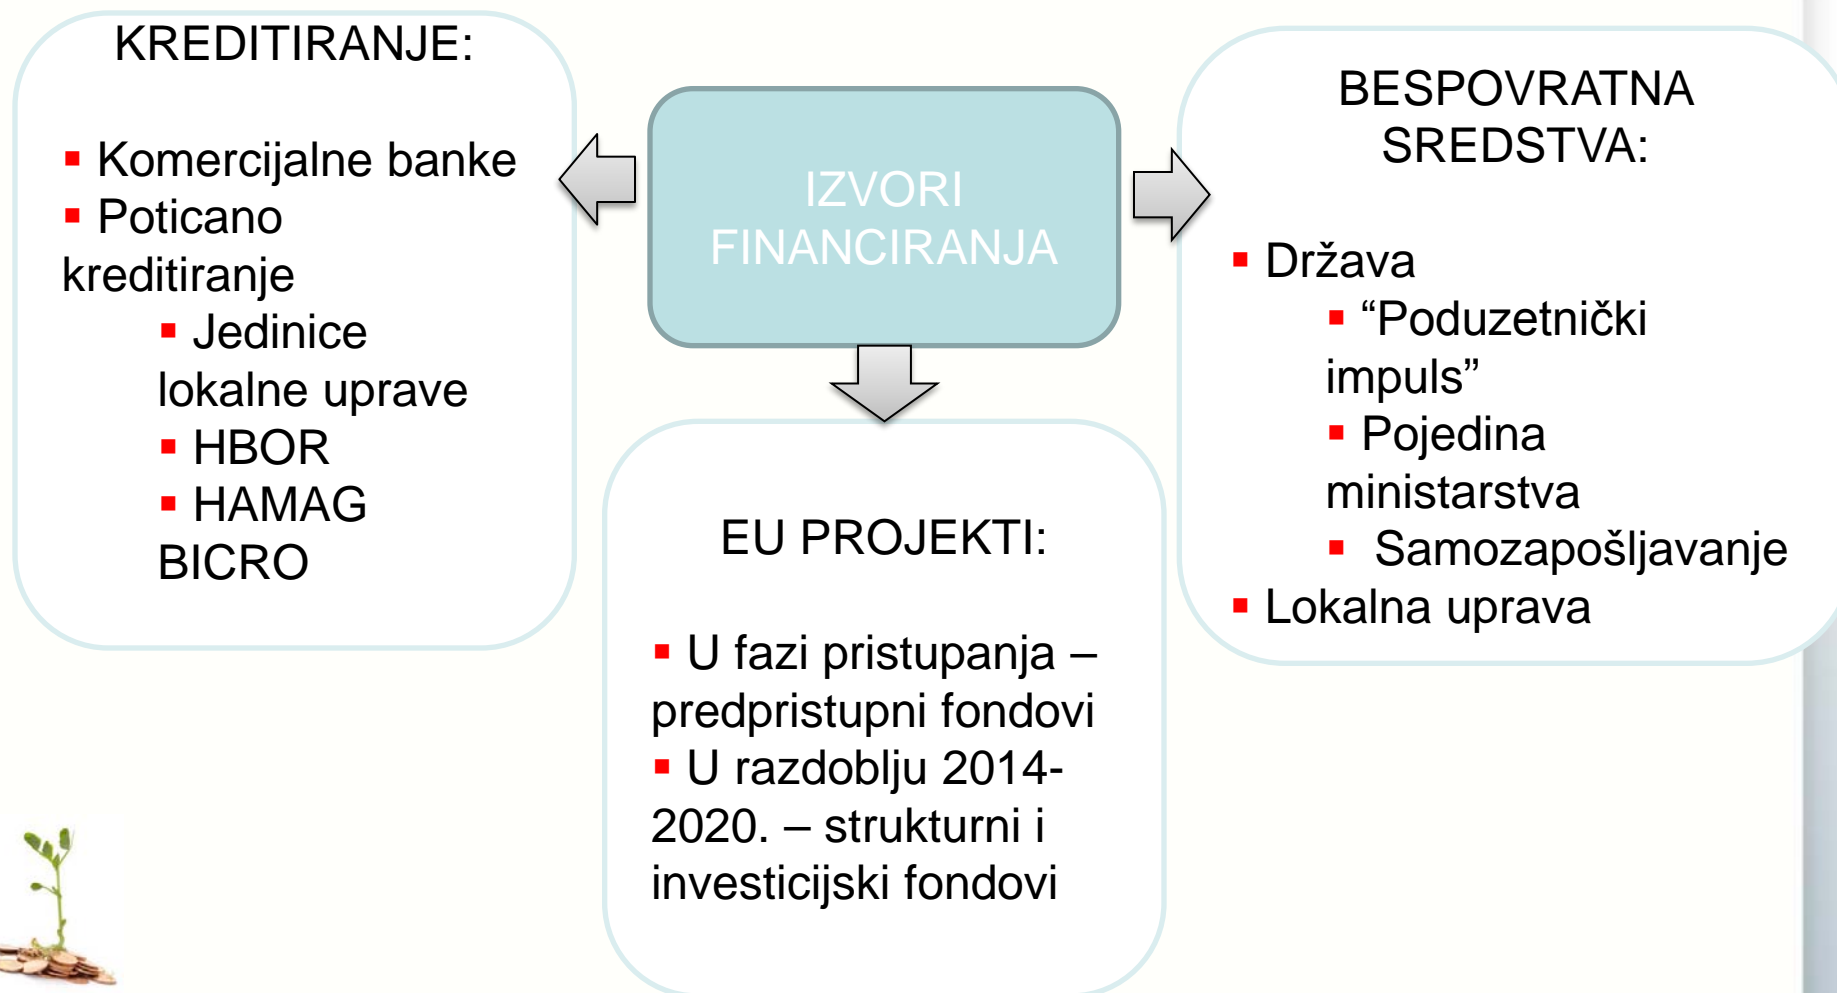 KREDITIRANJE:
▪ Komercijalne banke
▪ Poticano
kreditiranje
▪ Jedinice
lokalne uprave
▪ HBOR
▪ HAMAG
BICRO
IZVORI
FINANCIRANJA
EU PROJEKTI:
▪ U fazi pristupanja –
predpristupni fondovi
▪ U razdoblju 2014-
2020. – strukturni i
investicijski fondovi
BESPOVRATNA
SREDSTVA:
▪ Država
▪ “Poduzetnički
impuls”
▪ Pojedina
ministarstva
▪ Samozapošljavanje
▪ Lokalna uprava